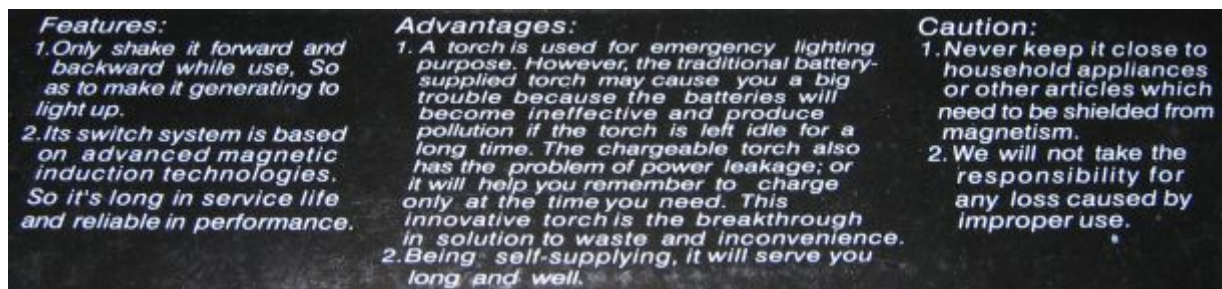 Features:
1.Only shake it forward and
backward while use, So
as to make it generating to
light up.
2.Its switch system is based
on advanced magnetic
induction technologies.
So it's long in service life
and reliable in performance.
Advantages:
1. A torch is used for emergency lighting
purpose. However, the traditional battery-
supplied torch may cause you a big
trouble because the batteries will
become ineffective and produce
pollution if the torch is left idle for a
long time. The chargeable torch also
has the problem of power leakage; or
it will help you remember to charge
only at the time you need. This
innovative torch is the breakthrough
in solution to waste and inconvenience.
2.Being self-supplying, it will serve you
long and well.
Caution:
1.Never keep it close to
household appliances
or other articles which
need to be shielded from
magnetism.
2. We will not take the
responsibility for
any loss caused by
improper use.